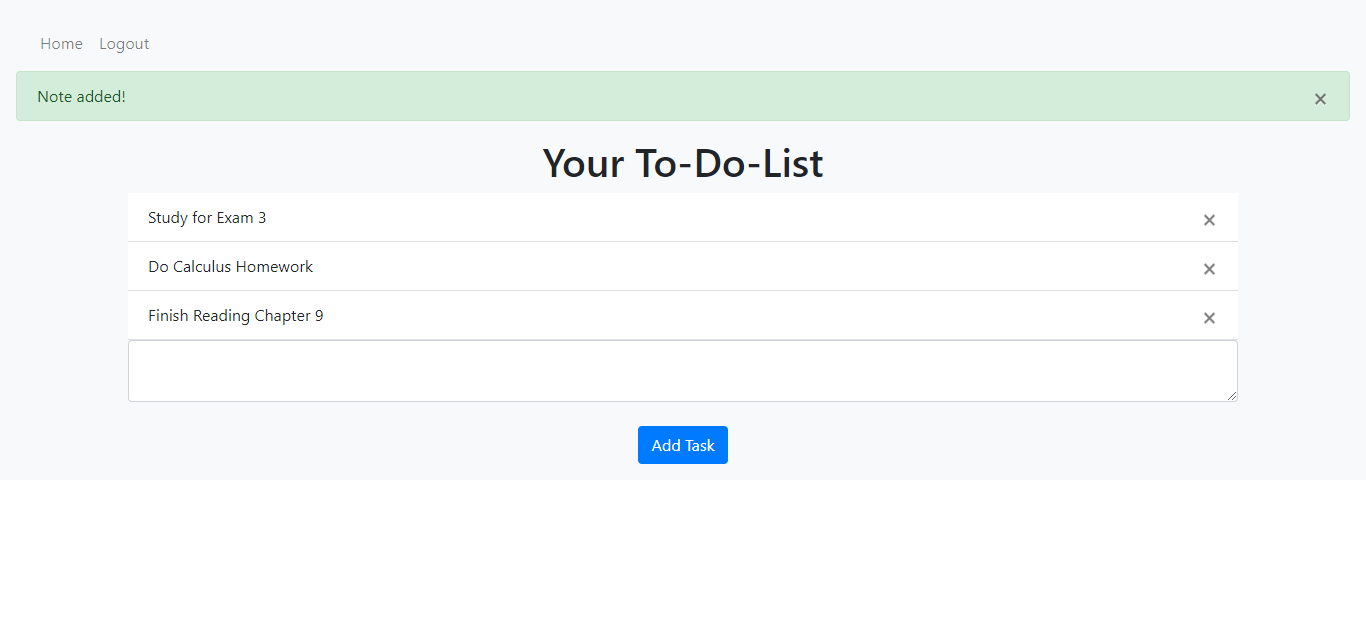 Home Logout
Note added! ×
Your To-Do-List
Study for Exam 3 ×
Do Calculus Homework ×
Finish Reading Chapter 9 ×
Add Task